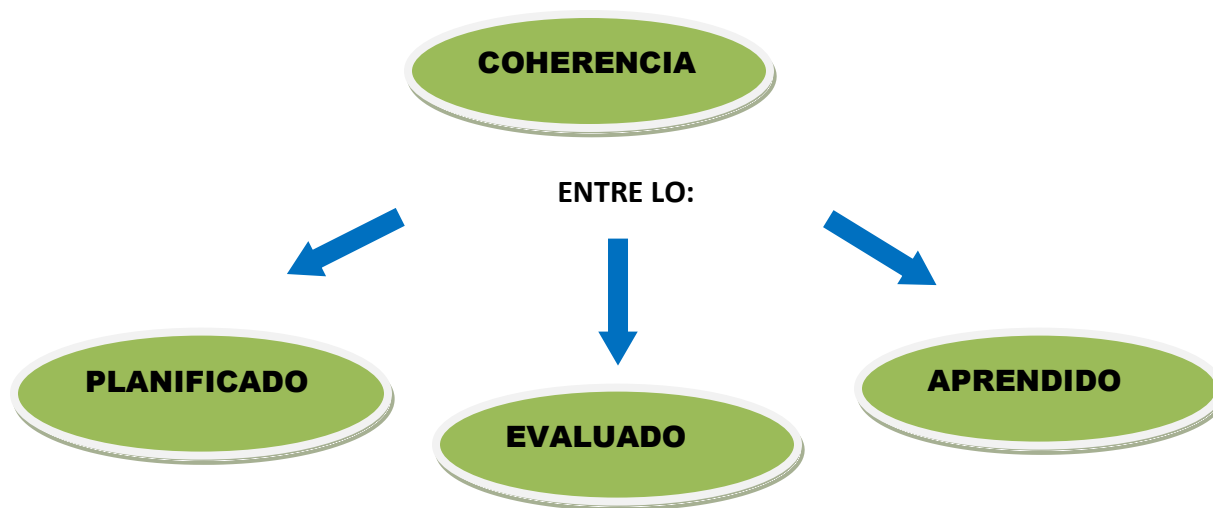 COHERENCIA
ENTRE LO:
PLANIFICADO
EVALUADO
APRENDIDO